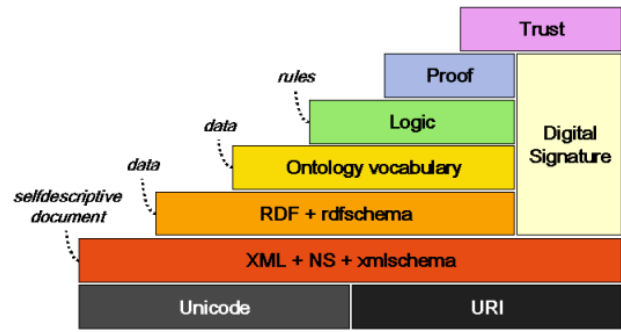 Trust
Proof
rules
Logic
Digital
Signature
data
Ontology vocabulary
data
RDF + rdfschema
selfdescriptive
document
XML + NS + xmlschema
Unicode
URI